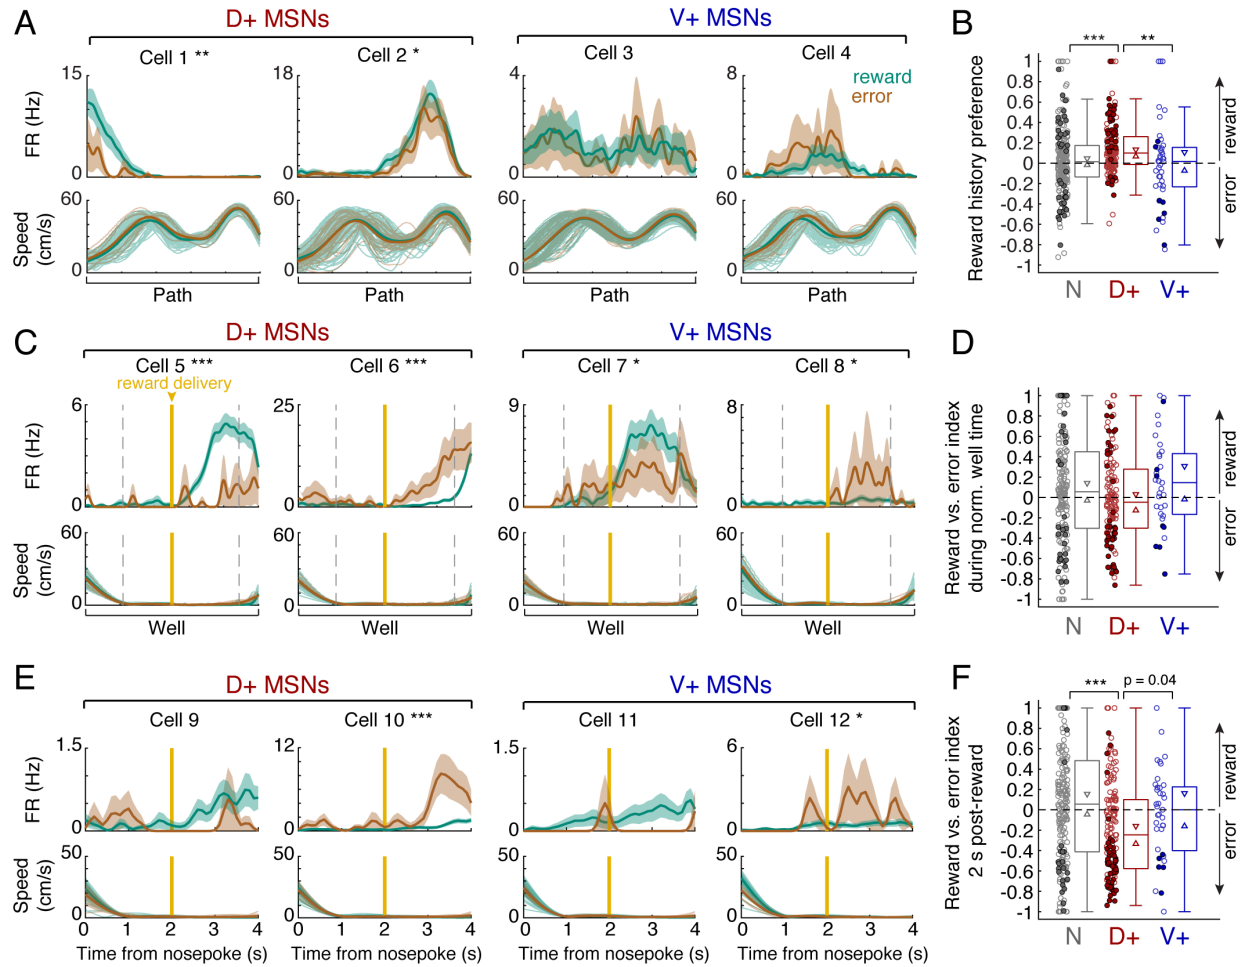 A
D+ MSNs
V+ MSNs
Cell 1 **
Cell 2 *
Cell 3
Cell 4
reward
error
FR (Hz)
15
0
18
0
4
0
8
0
Speed
(cm/s)
60
0
60
0
60
0
60
0
Path
Path
Path
Path
B
***
**
Reward history preference
1
0.8
0.6
0.4
0.2
0
-0.2
-0.4
-0.6
-0.8
-1
reward
error
N
D+
V+
C
D+ MSNs
V+ MSNs
Cell 5 ***
Cell 6 ***
Cell 7 *
Cell 8 *
reward delivery
FR (Hz)
6
0
25
0
9
0
8
0
Speed
(cm/s)
60
0
60
0
60
0
60
0
Well
Well
Well
Well
D
Reward vs. error index
during norm. well time
1
0.8
0.6
0.4
0.2
0
-0.2
-0.4
-0.6
-0.8
-1
reward
error
N
D+
V+
E
D+ MSNs
V+ MSNs
Cell 9
Cell 10 ***
Cell 11
Cell 12 *
FR (Hz)
1.5
0
12
0
1.5
0
6
0
Speed
(cm/s)
50
0
50
0
50
0
50
0
0 1 2 3 4
0 1 2 3 4
0 1 2 3 4
0 1 2 3 4
Time from nosepoke (s)
Time from nosepoke (s)
Time from nosepoke (s)
Time from nosepoke (s)
F
***
p = 0.04
Reward vs. error index
2 s post-reward
1
0.8
0.6
0.4
0.2
0
-0.2
-0.4
-0.6
-0.8
-1
reward
error
N
D+
V+